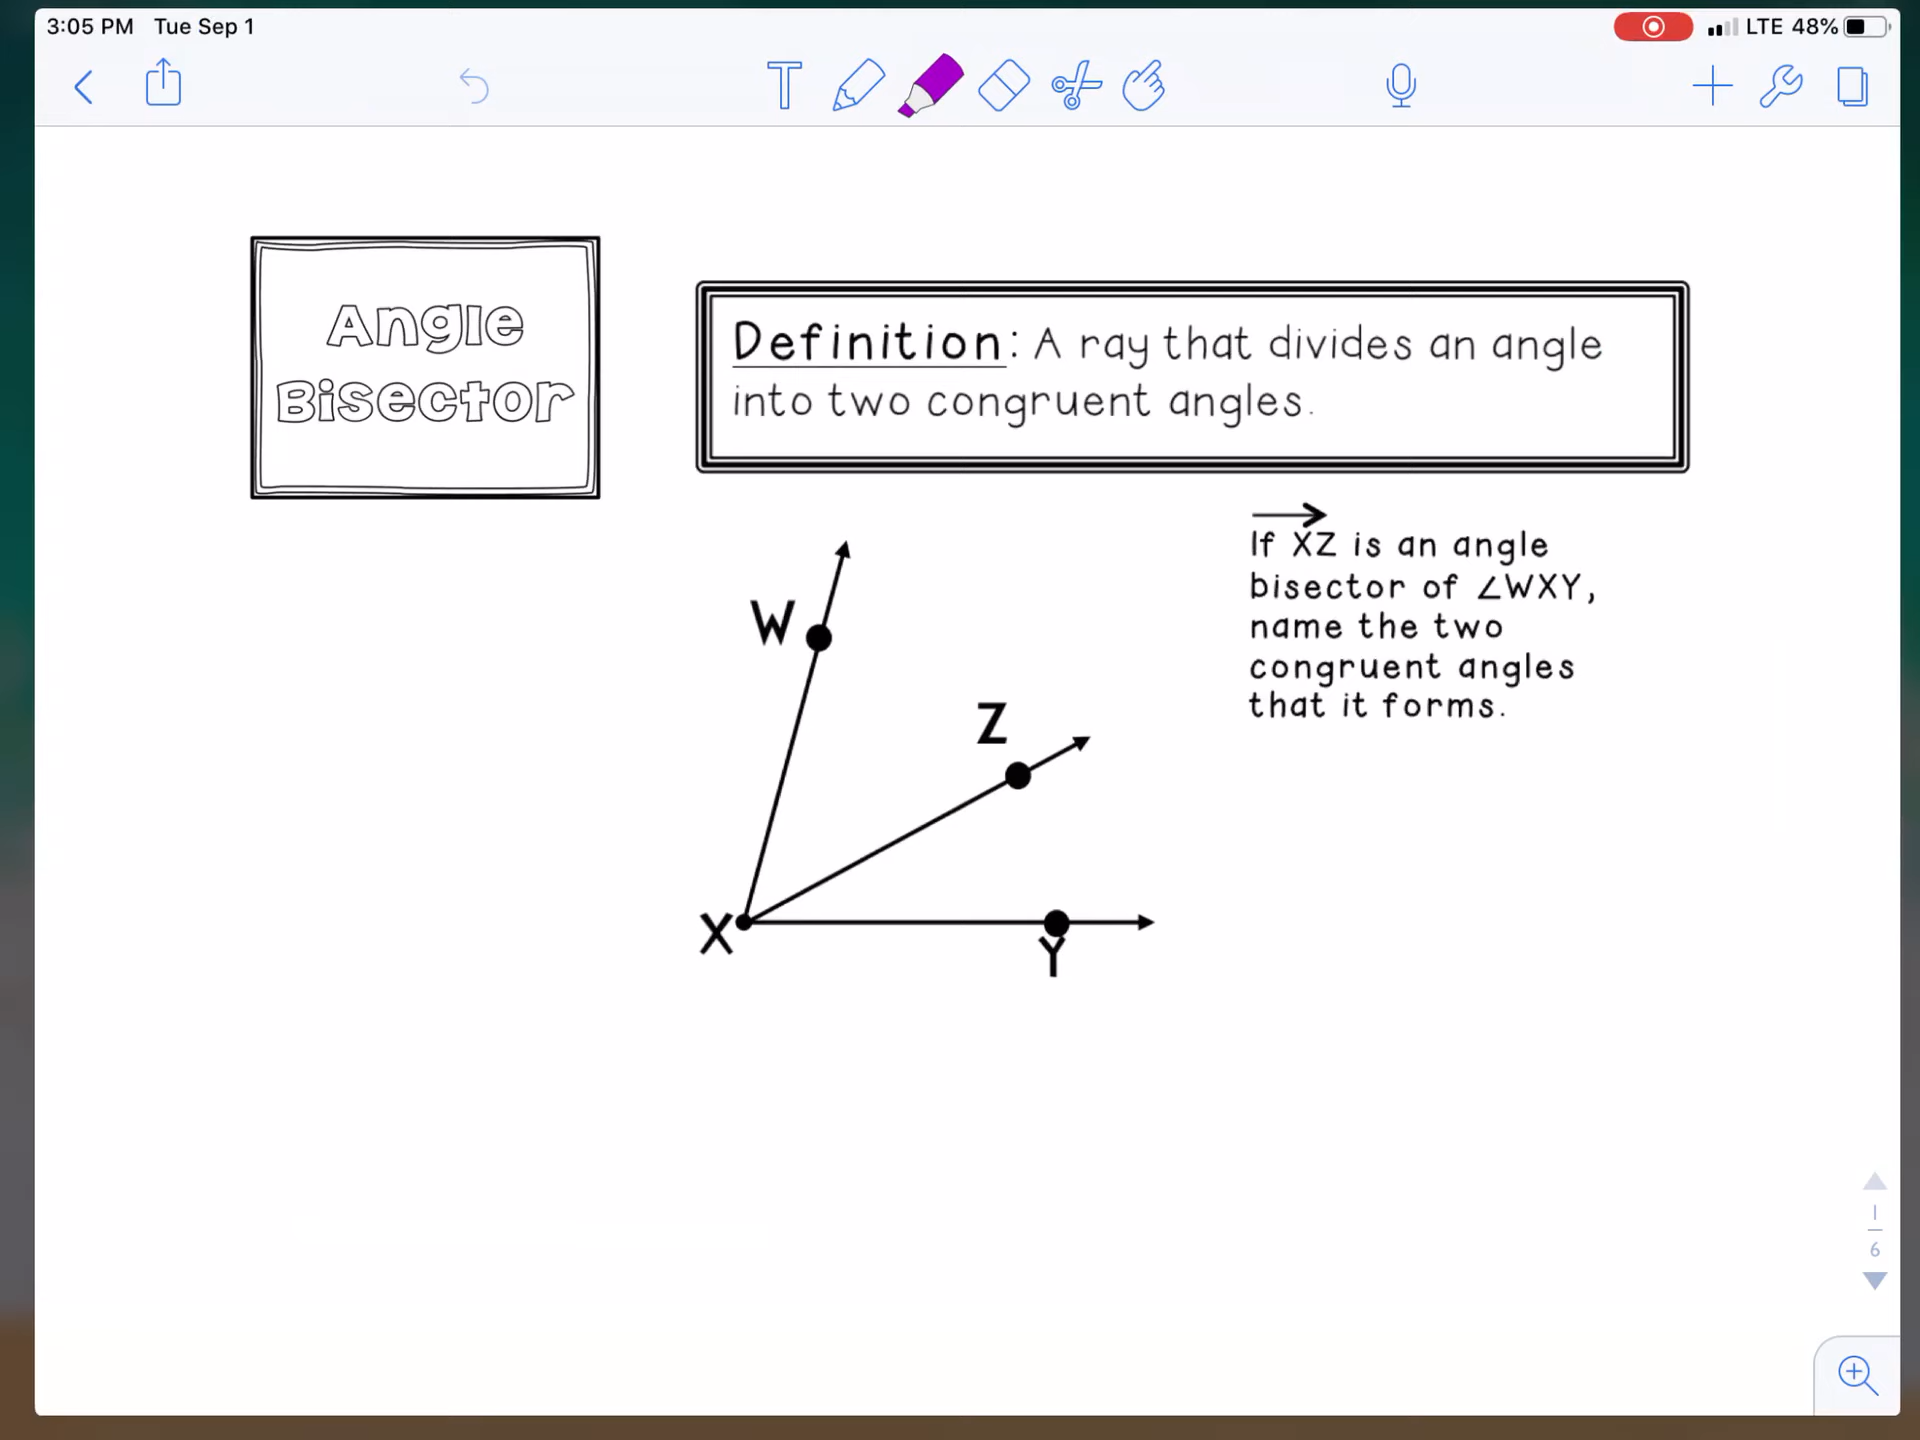 3:05 PM Tue Sep 1
LTE 48%
T
Angle
Bisector
Definition: A ray that divides an angle
into two congruent angles.
If XZ is an angle
bisector of ∠WXY,
name the two
congruent angles
that it forms.
W
Z
X
Y
1
6